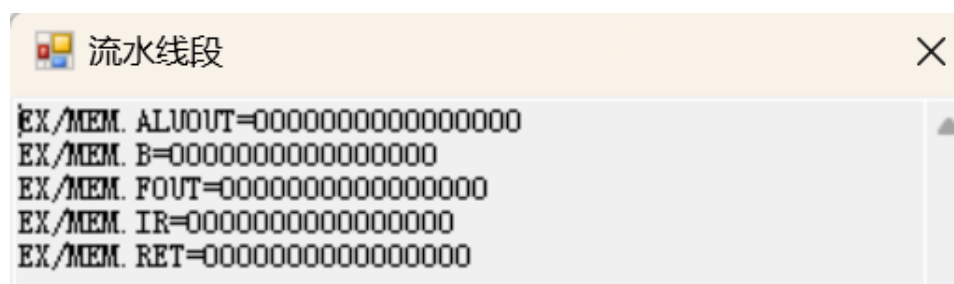 流水线段
EX/MEM. ALUOUT=0000000000000000
EX/MEM. B=0000000000000000
EX/MEM. FOUT=0000000000000000
EX/MEM. IR=0000000000000000
EX/MEM. RET=0000000000000000